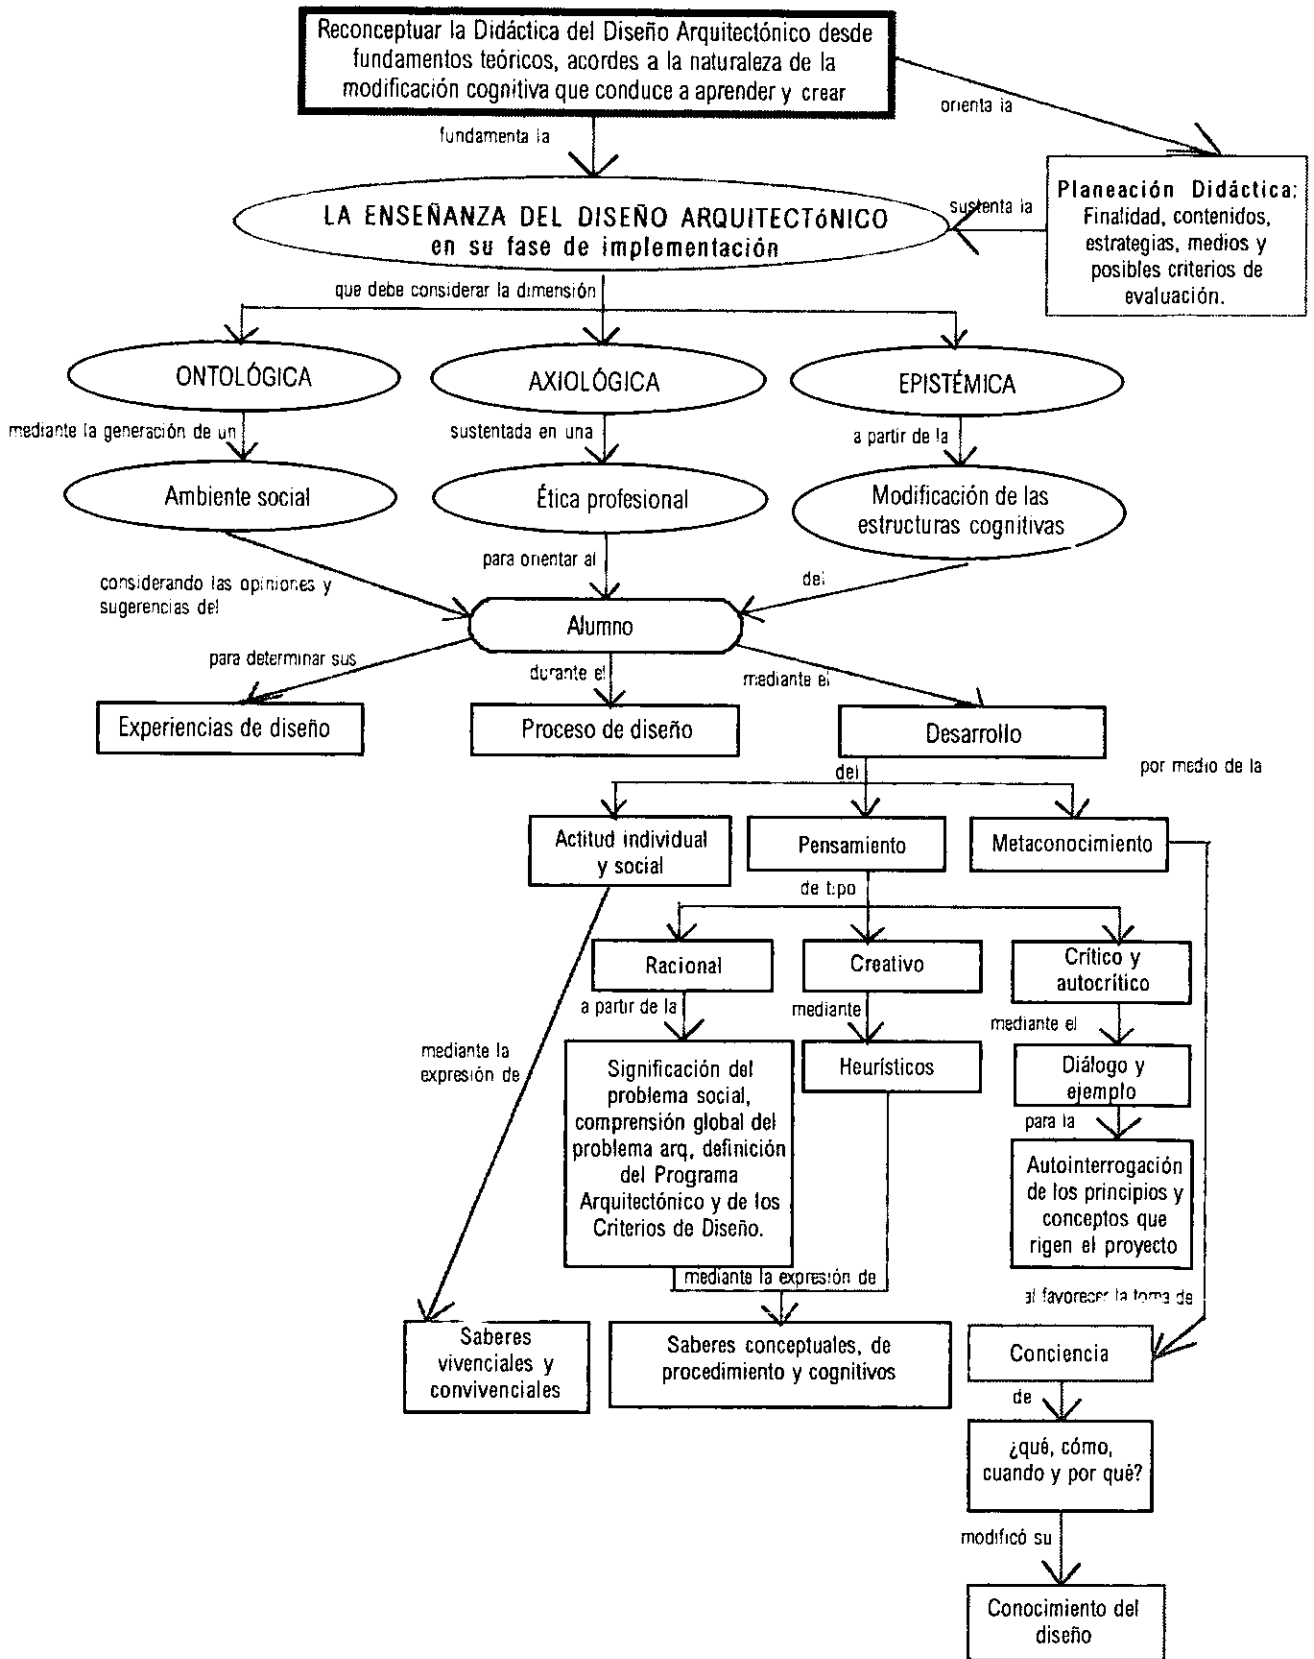 Reconceptuar la Didáctica del Diseño Arquitectónico desde
fundamentos teóricos, acordes a la naturaleza de la
modificación cognitiva que conduce a aprender y crear
orienta la
fundamenta la
Planeación Didáctica:
Finalidad, contenidos,
estrategias, medios y
posibles criterios de
evaluación.
sustenta la
LA ENSEÑANZA DEL DISEÑO ARQUITECTóNICO
en su fase de implementación
que debe considerar la dimensión
ONTOLÓGICA
AXIOLÓGICA
EPISTÉMICA
mediante la generación de un
sustentada en una
a partir de la
Ambiente social
Ética profesional
Modificación de las
estructuras cognitivas
considerando las opiniones y
sugerencias del
para orientar al
del
Alumno
para determinar sus
durante el
mediante el
Experiencias de diseño
Proceso de diseño
Desarrollo
del
por medio de la
Actitud individual
y social
Pensamiento
Metaconocimiento
de tipo
Racional
Creativo
Crítico y
autocrítico
a partir de la
mediante
mediante el
mediante la
expresión de
Significación del
problema social,
comprensión global del
problema arq, definición
del Programa
Arquitectónico y de los
Criterios de Diseño.
Heurísticos
Diálogo y
ejemplo
para la
Autointerrogación
de los principios y
conceptos que
rigen el proyecto
mediante la expresión de
al favorecer la toma de
Saberes
vivenciales y
convivenciales
Saberes conceptuales, de
procedimiento y cognitivos
Conciencia
de
¿qué, cómo,
cuando y por qué?
modificó su
Conocimiento del
diseño